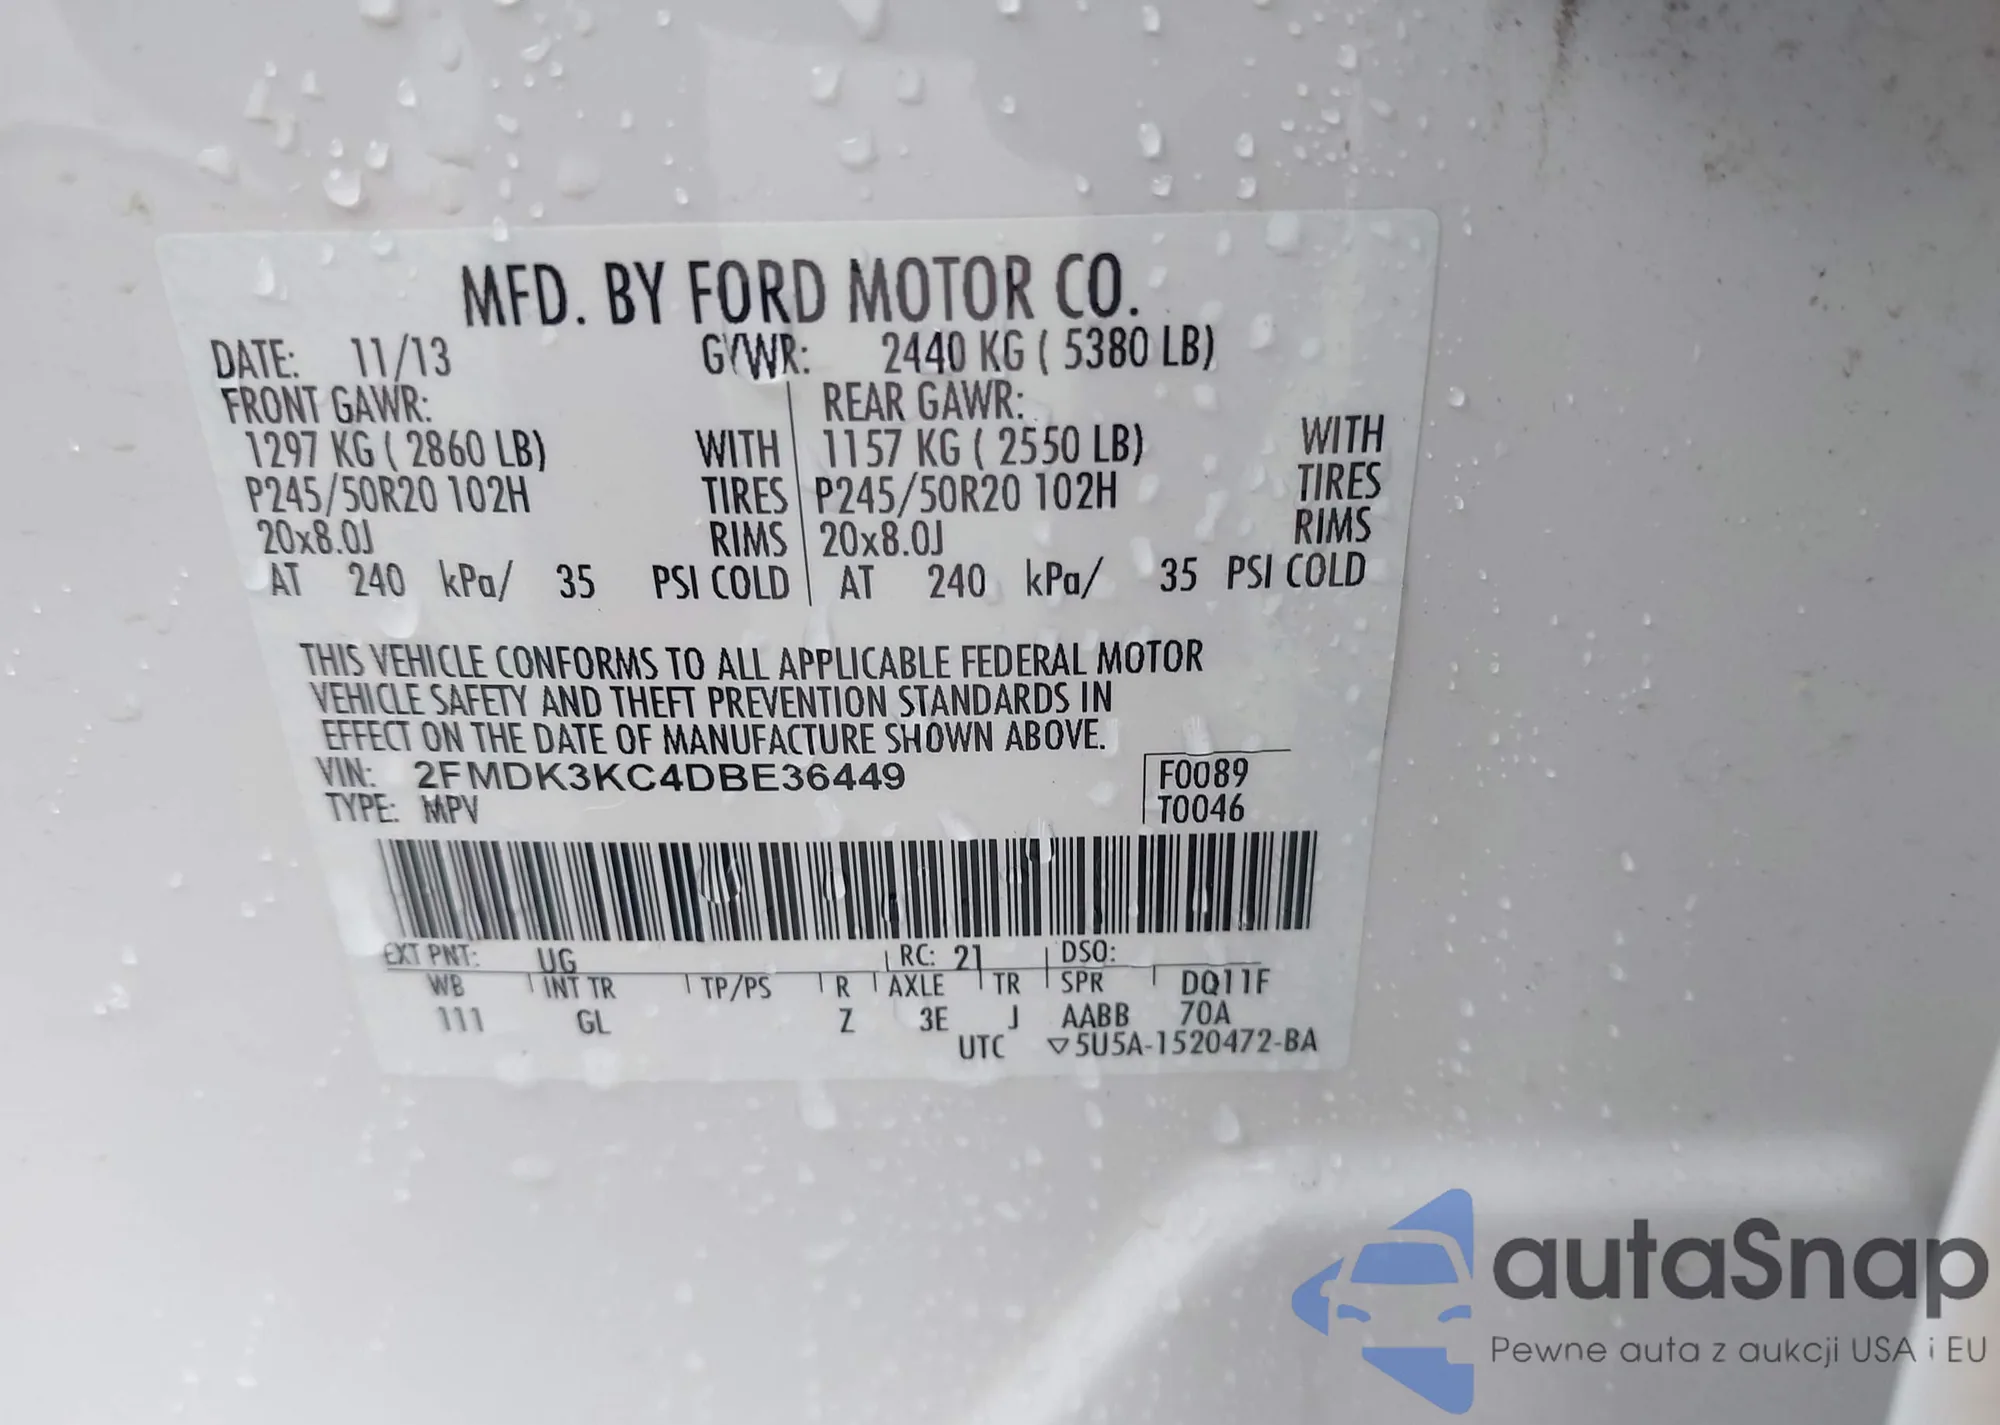 MFD. BY FORD MOTOR CO.
DATE: 11/13 GVWR: 2440 KG ( 5380 LB)
FRONT GAWR: REAR GAWR:
1297 KG ( 2860 LB) WITH 1157 KG ( 2550 LB) WITH
P245/50R20 102H TIRES P245/50R20 102H TIRES
20x8.0J RIMS 20x8.0J RIMS
AT 240 kPa/ 35 PSI COLD AT 240 kPa/ 35 PSI COLD
THIS VEHICLE CONFORMS TO ALL APPLICABLE FEDERAL MOTOR
VEHICLE SAFETY AND THEFT PREVENTION STANDARDS IN
EFFECT ON THE DATE OF MANUFACTURE SHOWN ABOVE.
VIN: 2FMDK3KC4DBE36449 F0089
TYPE: MPV T0046
EXT PNT: UG RC: 21 DSO:
WB INT TR TP/PS R AXLE TR SPR DQ11F
111 GL Z 3E J AABB 70A
UTC ▽5U5A-1520472-BA
autaSnap
Pewne auta z aukcji USA i EU